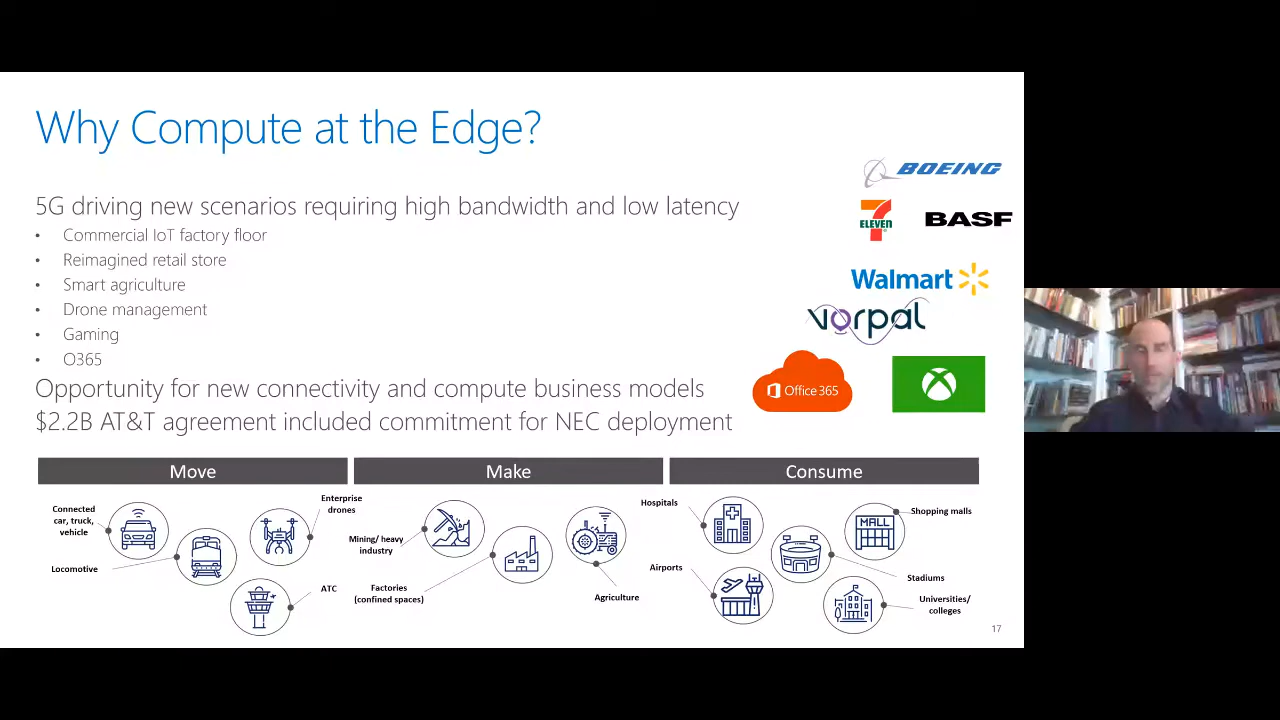 Why Compute at the Edge?
5G driving new scenarios requiring high bandwidth and low latency
• Commercial IoT factory floor
• Reimagined retail store
• Smart agriculture
• Drone management
• Gaming
• O365
Opportunity for new connectivity and compute business models
$2.2B AT&T agreement included commitment for NEC deployment
BOEING
7
ELEVEN
BASF
Walmart
vorpal
Office 365
Move
Make
Consume
Connected
car, truck,
vehicle
Locomotive
Enterprise
drones
ATC
Mining/ heavy
industry
Factories
(confined spaces)
Agriculture
Hospitals
Airports
MALL
Shopping malls
Stadiums
Universities/
colleges
17